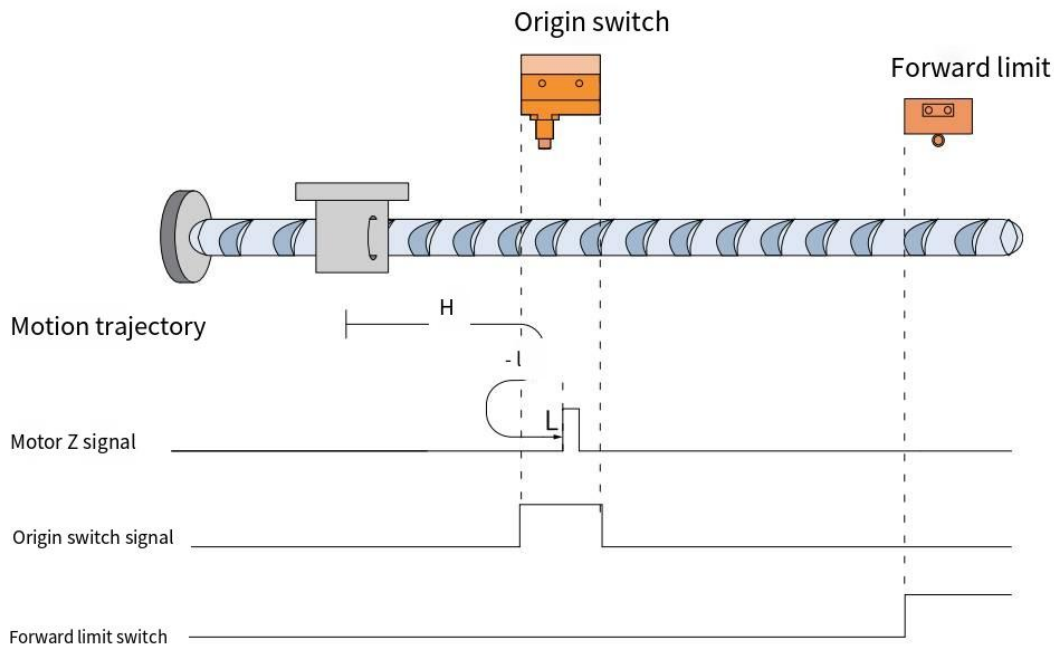 Origin switch
Forward limit
H
Motion trajectory
- l
L
Motor Z signal
Origin switch signal
Forward limit switch